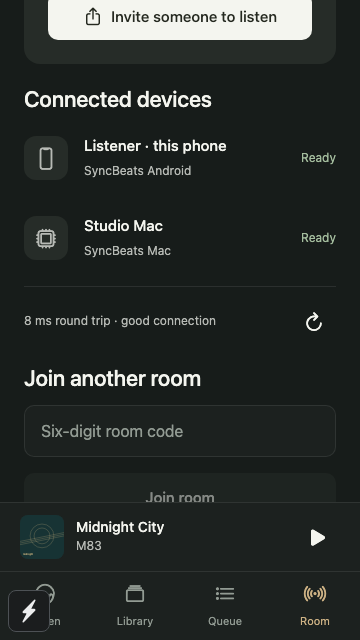 Invite someone to listen
Connected devices
Listener · this phone
SyncBeats Android
Ready
Studio Mac
SyncBeats Mac
Ready
8 ms round trip · good connection
Join another room
Six-digit room code
Join room
Midnight City
M83
Library
Queue
Room